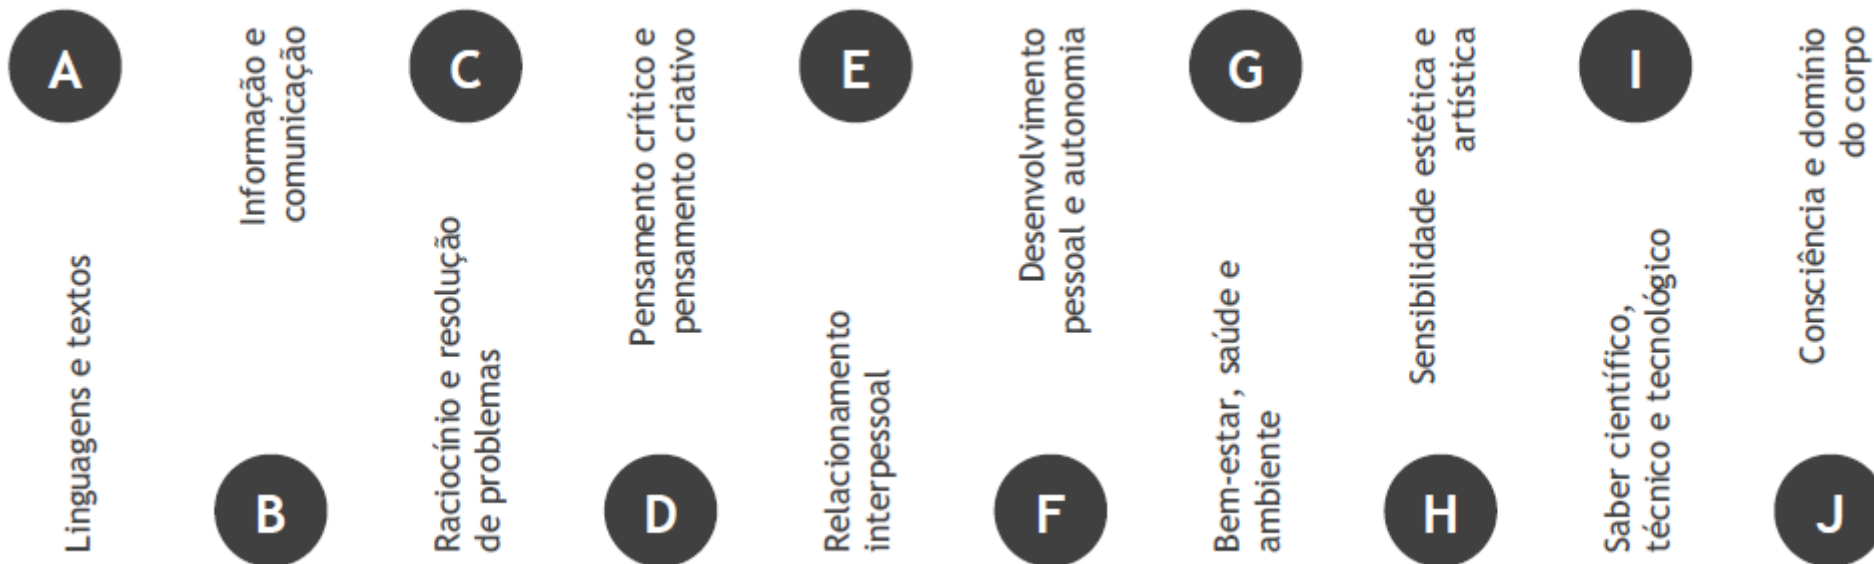 A
Linguagens e textos
Informação e
comunicação
B
C
Raciocínio e resolução
de problemas
Pensamento crítico e
pensamento criativo
D
E
Relacionamento
interpessoal
Desenvolvimento
pessoal e autonomia
F
G
Bem-estar, saúde e
ambiente
Sensibilidade estética e
artística
H
I
Saber científico,
técnico e tecnológico
Consciência e domínio
do corpo
J